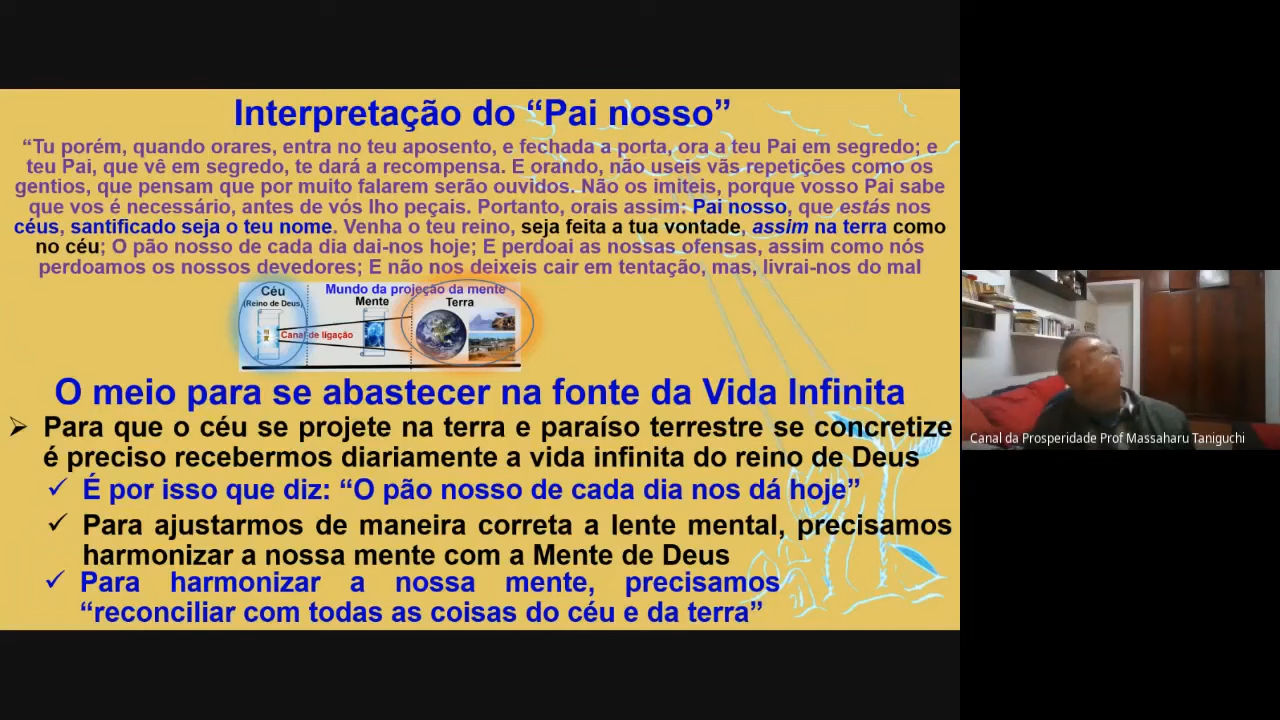 Interpretação do “Pai nosso”
“Tu porém, quando orares, entra no teu aposento, e fechada a porta, ora a teu Pai em segredo; e
teu Pai, que vê em segredo, te dará a recompensa. E orando, não useis vãs repetições como os
gentios, que pensam que por muito falarem serão ouvidos. Não os imiteis, porque vosso Pai sabe
que vos é necessário, antes de vós lho peçais. Portanto, orais assim: Pai nosso, que estás nos
céus, santificado seja o teu nome. Venha o teu reino, seja feita a tua vontade, assim na terra como
no céu; O pão nosso de cada dia dai-nos hoje; E perdoai as nossas ofensas, assim como nós
perdoamos os nossos devedores; E não nos deixeis cair em tentação, mas, livrai-nos do mal
Céu
(Reino de Deus)
Mundo da projeção da mente
Mente
Terra
Canal de ligação
O meio para se abastecer na fonte da Vida Infinita
Para que o céu se projete na terra e paraíso terrestre se concretize
é preciso recebermos diariamente a vida infinita do reino de Deus
É por isso que diz: “O pão nosso de cada dia nos dá hoje”
Para ajustarmos de maneira correta a lente mental, precisamos
harmonizar a nossa mente com a Mente de Deus
Para harmonizar a nossa mente, precisamos
“reconciliar com todas as coisas do céu e da terra”
Canal da Prosperidade Prof Massaharu Taniguchi